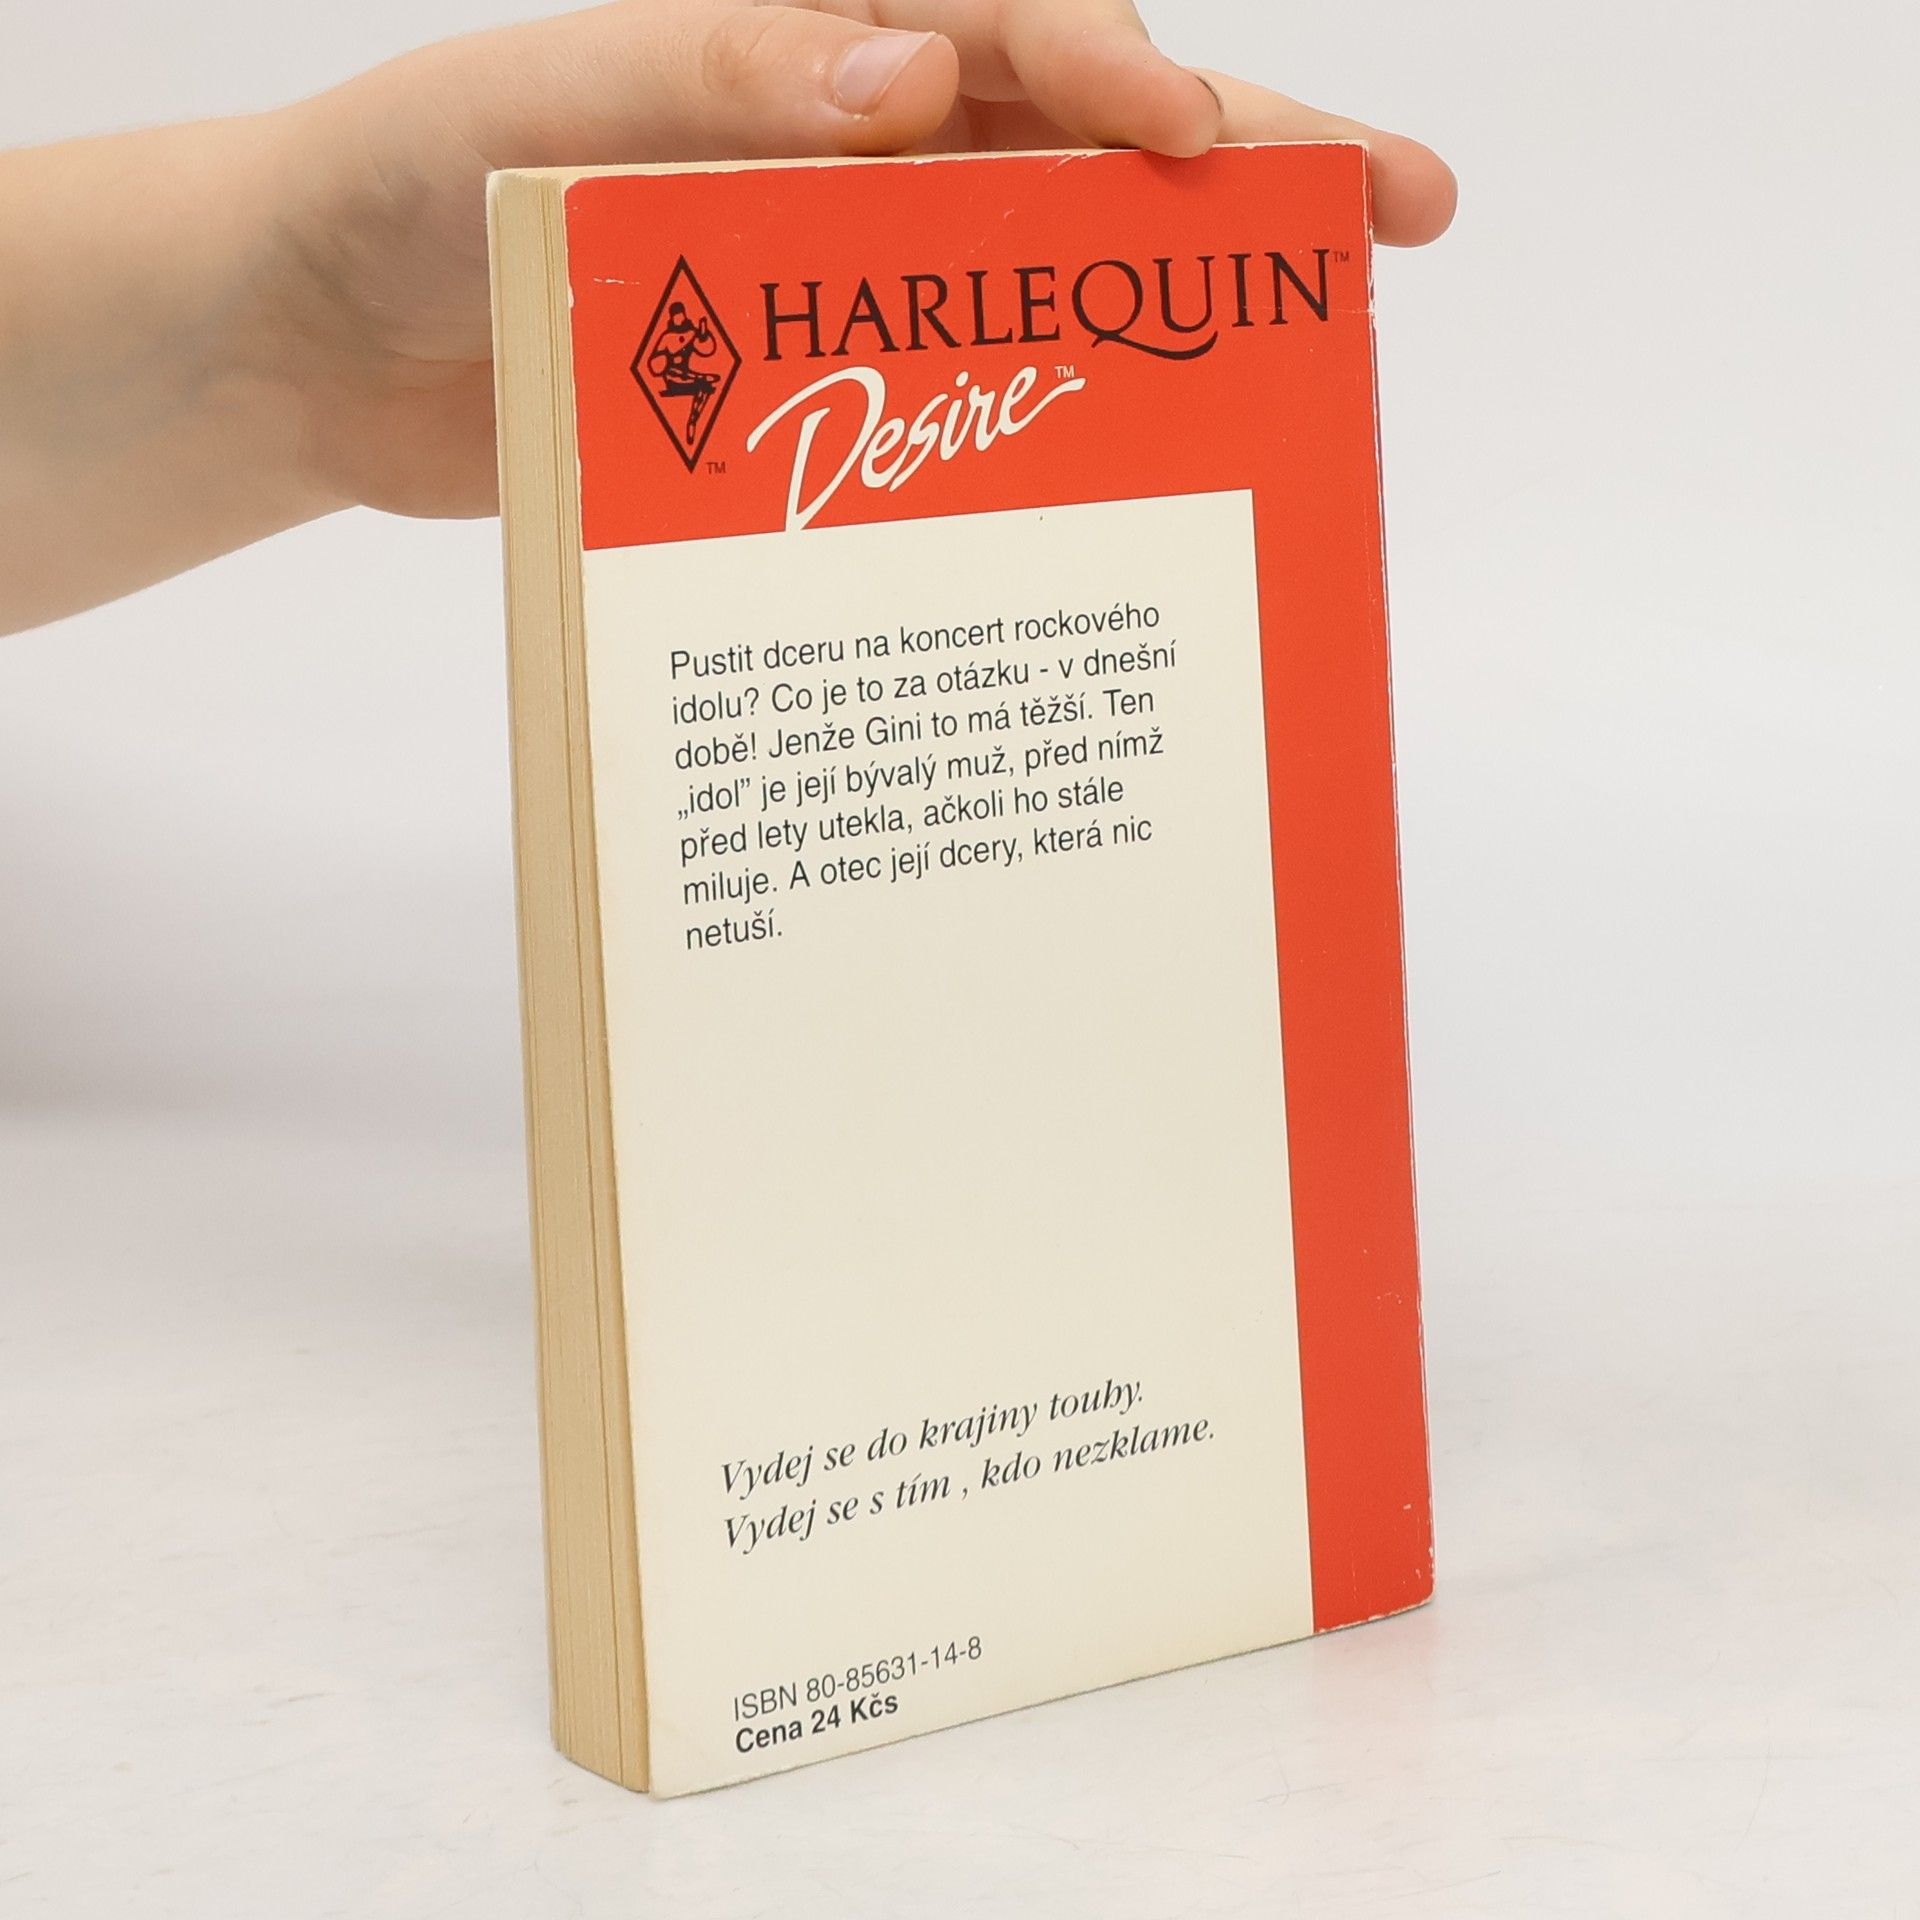 HARLEQUIN™
Desire™
™
Pustit dceru na koncert rockového
idolu? Co je to za otázku - v dnešní
době! Jenže Gini to má těžší. Ten
„idol” je její bývalý muž, před nímž
před lety utekla, ačkoli ho stále
miluje. A otec její dcery, která nic
netuší.
Vydej se do krajiny touhy.
Vydej se s tím , kdo nezklame.
ISBN 80-85631-14-8
Cena 24 Kčs